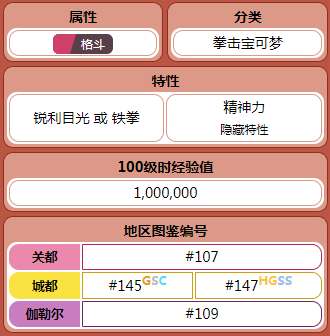 属性 分类
格斗 拳击宝可梦
特性
锐利目光 或 铁拳 精神力
隐藏特性
100级时经验值
1,000,000
地区图鉴编号
关都 #107
城都 #145GSC #147HGSS
伽勒尔 #109